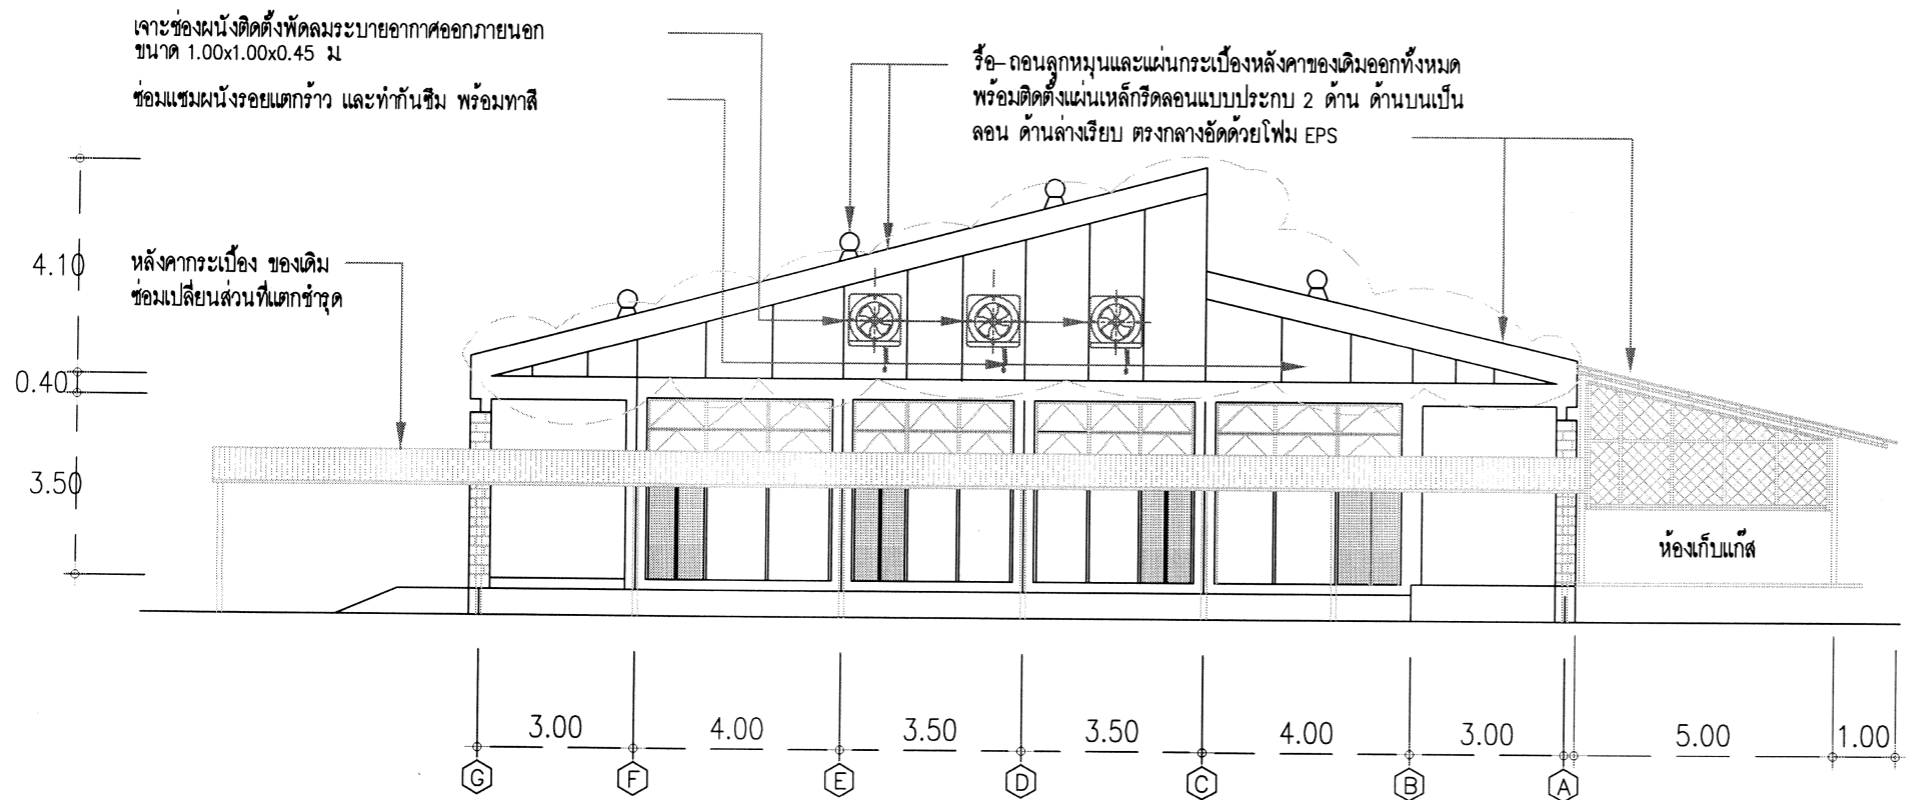 เจาะช่องผนังติดตั้งพัดลมระบายอากาศออกภายนอก
ขนาด 1.00x1.00x0.45 ม
ซ่อมแซมผนังรอยแตกร้าว และทำกันซึม พร้อมทาสี
รื้อ-ถอนลูกหมุนและแผ่นกระเบื้องหลังคาของเดิมออกทั้งหมด
พร้อมติดตั้งแผ่นเหล็กรีดลอนแบบประกบ 2 ด้าน ด้านบนเป็น
ลอน ด้านล่างเรียบ ตรงกลางอัดด้วยโฟม EPS
หลังคากระเบื้อง ของเดิม
ซ่อมเปลี่ยนส่วนที่แตกชำรุด
4.10
0.40
3.50
ห้องเก็บแก๊ส
3.00 4.00 3.50 3.50 4.00 3.00 5.00 1.00
G F E D C B A